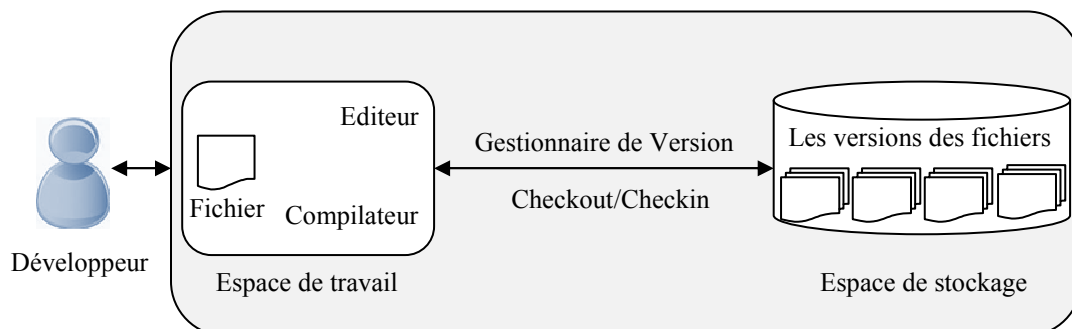 Editeur
Fichier
Compilateur
Développeur
Espace de travail
Gestionnaire de Version
Checkout/Checkin
Les versions des fichiers
Espace de stockage